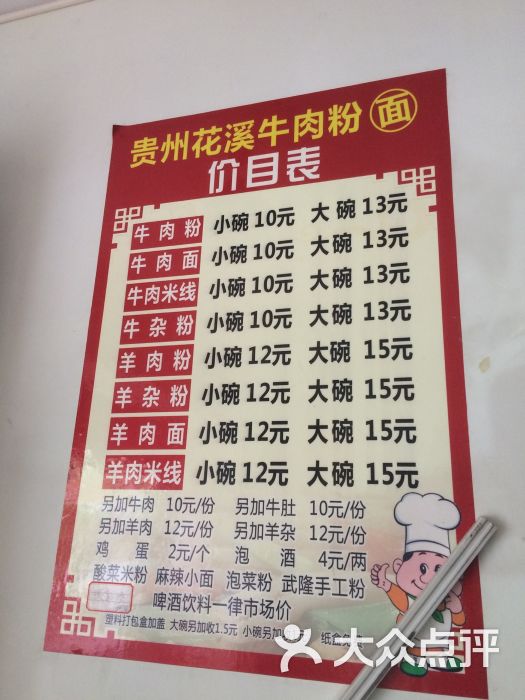 贵州花溪牛肉粉 面
价目表
牛肉粉 小碗 10元 大碗 13元
牛肉面 小碗 10元 大碗 13元
牛肉米线 小碗 10元 大碗 13元
牛杂粉 小碗 10元 大碗 13元
羊肉粉 小碗 12元 大碗 15元
羊杂粉 小碗 12元 大碗 15元
羊肉面 小碗 12元 大碗 15元
羊肉米线 小碗 12元 大碗 15元
另加牛肉 10元/份 另加牛肚 10元/份
另加羊肉 12元/份 另加羊杂 12元/份
鸡蛋 2元/个 泡酒 4元/两
酸菜米粉 麻辣小面 泡菜粉 武隆手工粉
啤酒饮料一律市场价
塑料打包盒加盖 大碗另加收1.5元 小碗另加 纸盒
大众点评